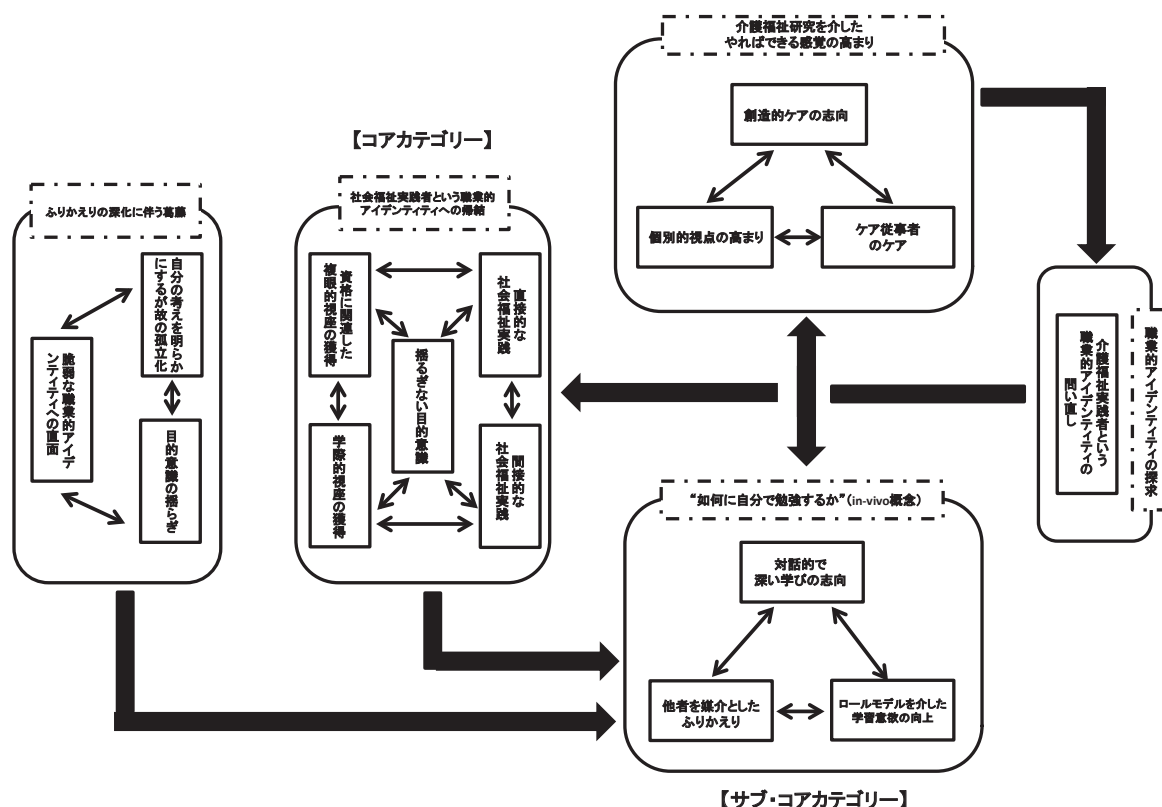 介護福祉研究を介した
やればできる感覚の高まり
創造的ケアの志向
個別的視点の高まり
ケア従事者
のケア
【コアカテゴリー】
ふりかえりの深化に伴う葛藤
自分の考えを明らか
にするが故の孤立化
脆弱な職業的アイデ
ンティティへの直面
目的意識の揺らぎ
社会福祉実践者という職業的
アイデンティティへの帰結
資格に関連した
複眼的視座の獲得
直接的な
社会福祉実践
揺るぎない目的意識
学際的視座の獲得
間接的な
社会福祉実践
職業的アイデンティティの探求
介護福祉実践者という
職業的アイデンティティの
問い直し
“如何に自分で勉強するか”(in-vivo概念)
対話的で
深い学びの志向
他者を媒介とした
ふりかえり
ロールモデルを介した
学習意欲の向上
【サブ・コアカテゴリー】